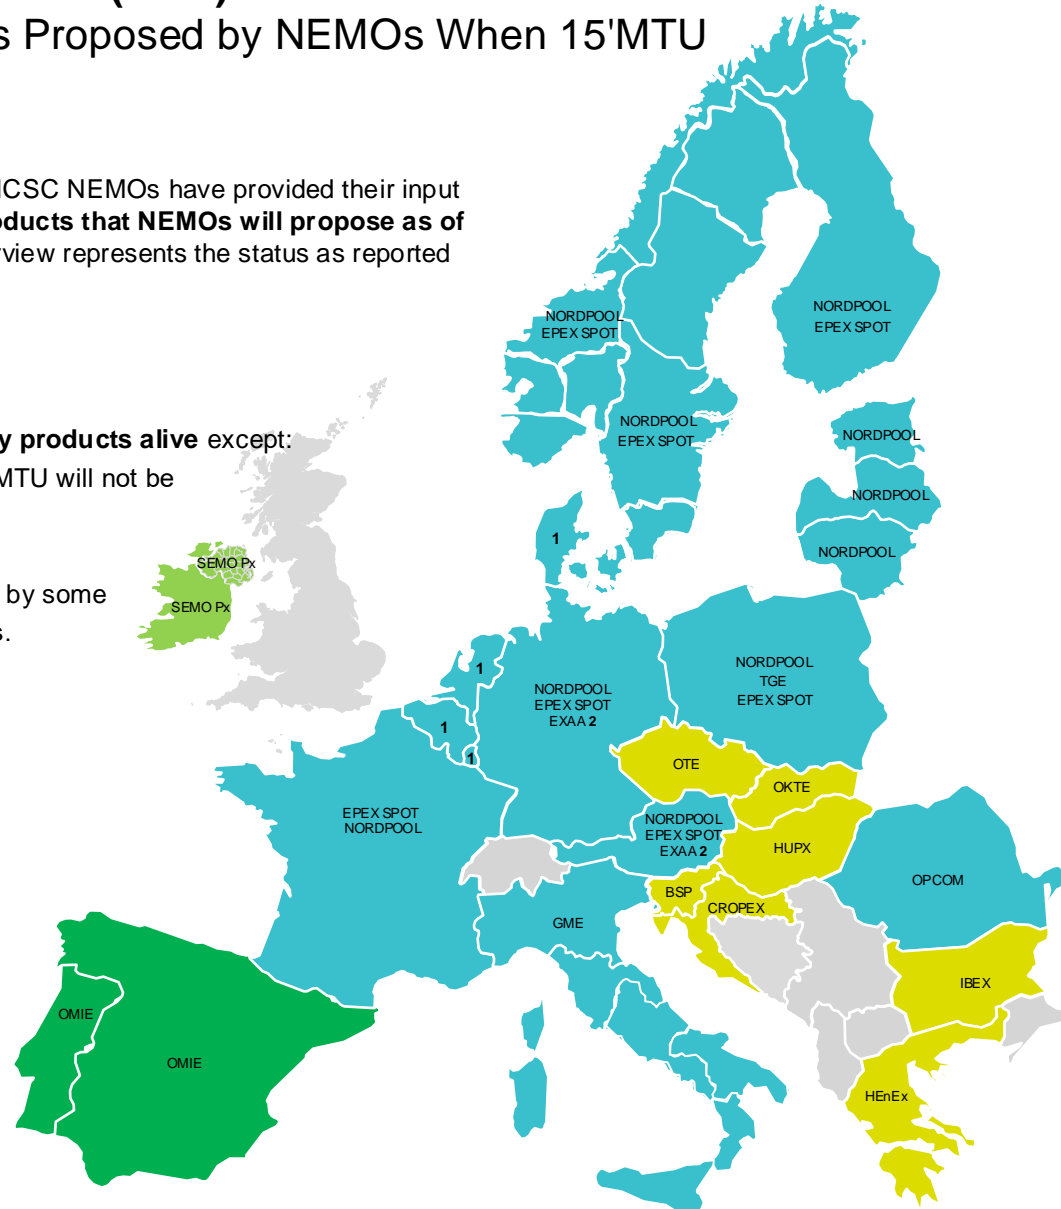 s Proposed by NEMOs When 15'MTU
ICSC NEMOs have provided their input
oducts that NEMOs will propose as of
rview represents the status as reported
y products alive except:
MTU will not be
by some
s.
NORDPOOL
EPEX SPOT
NORDPOOL
EPEX SPOT
NORDPOOL
EPEX SPOT
NORDPOOL
NORDPOOL
NORDPOOL
1
SEMO Px
SEMO Px
1
1
1
NORDPOOL
EPEX SPOT
EXAA 2
NORDPOOL
TGE
EPEX SPOT
OTE
OKTE
EPEX SPOT
NORDPOOL
NORDPOOL
EPEX SPOT
EXAA 2
HUPX
OPCOM
BSP
CROPEX
GME
IBEX
OMIE
OMIE
HEnEx